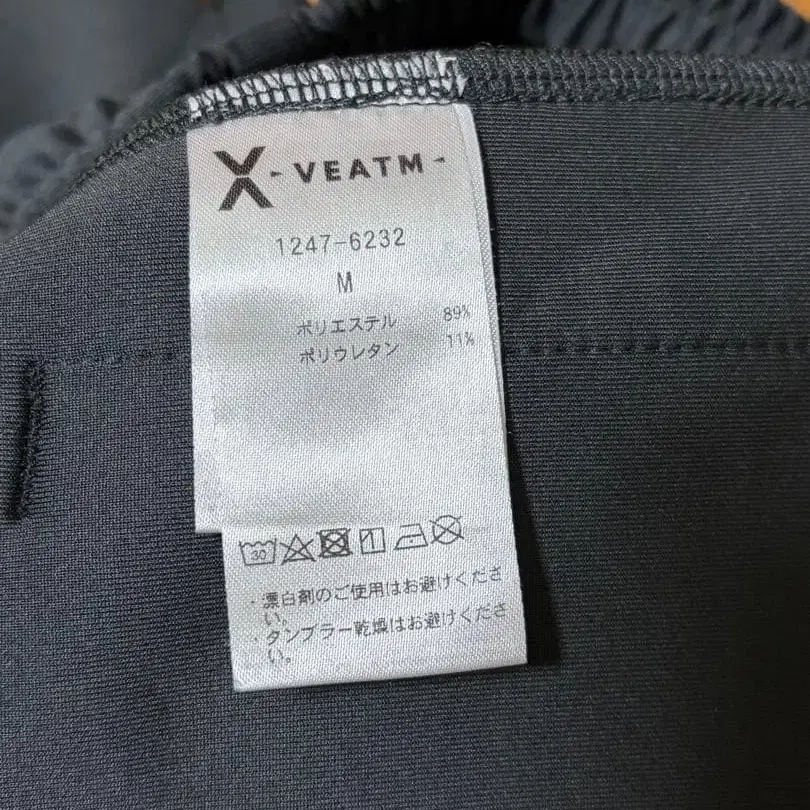 X-VEATM-
1247-6232
M
ポリエステル 89%
ポリウレタン 11%
30
・漂白剤のご使用はお避けくださ
い。
・タンブラー乾燥はお避けくださ
い。